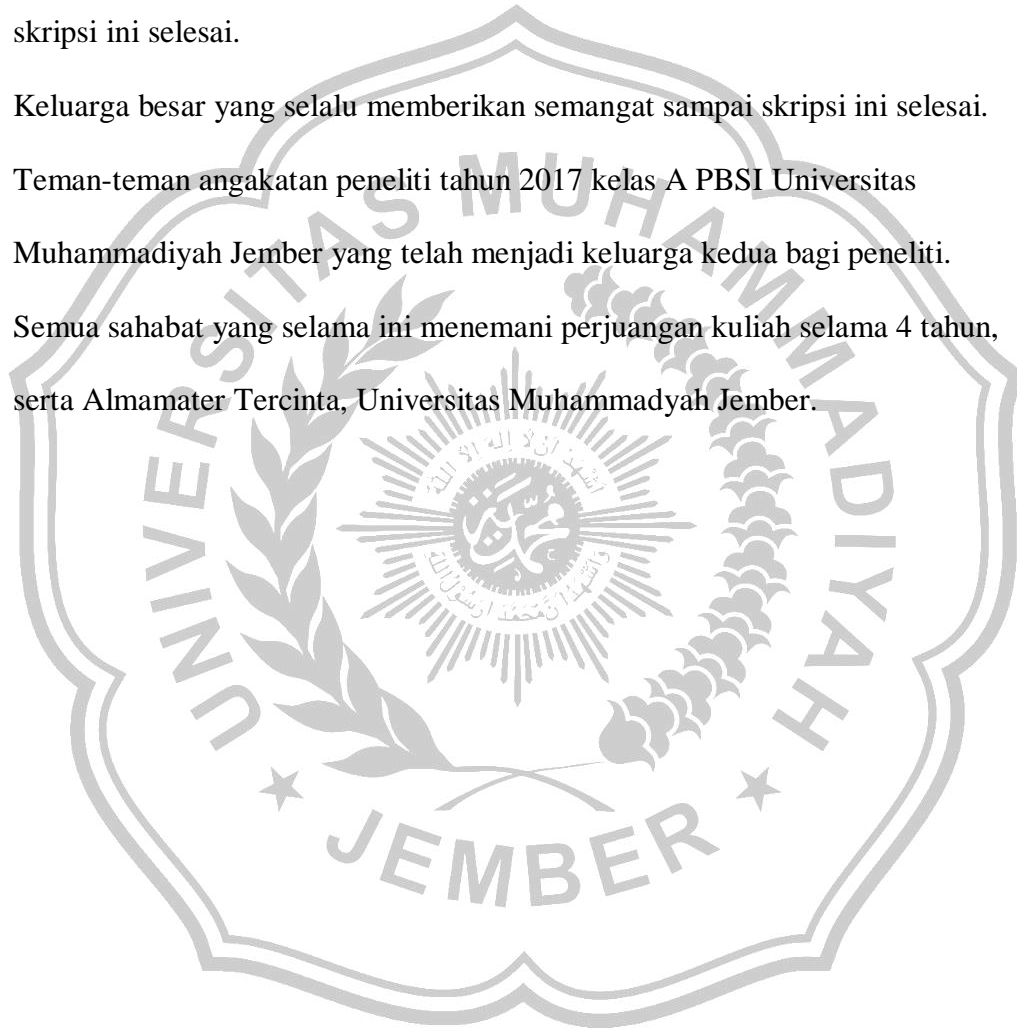 skripsi ini selesai.
Keluarga besar yang selalu memberikan semangat sampai skripsi ini selesai.
Teman-teman angakatan peneliti tahun 2017 kelas A PBSI Universitas
Muhammadiyah Jember yang telah menjadi keluarga kedua bagi peneliti.
Semua sahabat yang selama ini menemani perjuangan kuliah selama 4 tahun,
serta Almamater Tercinta, Universitas Muhammadyah Jember.
UNIVERSITAS MUHAMMADIYAH
JEMBER